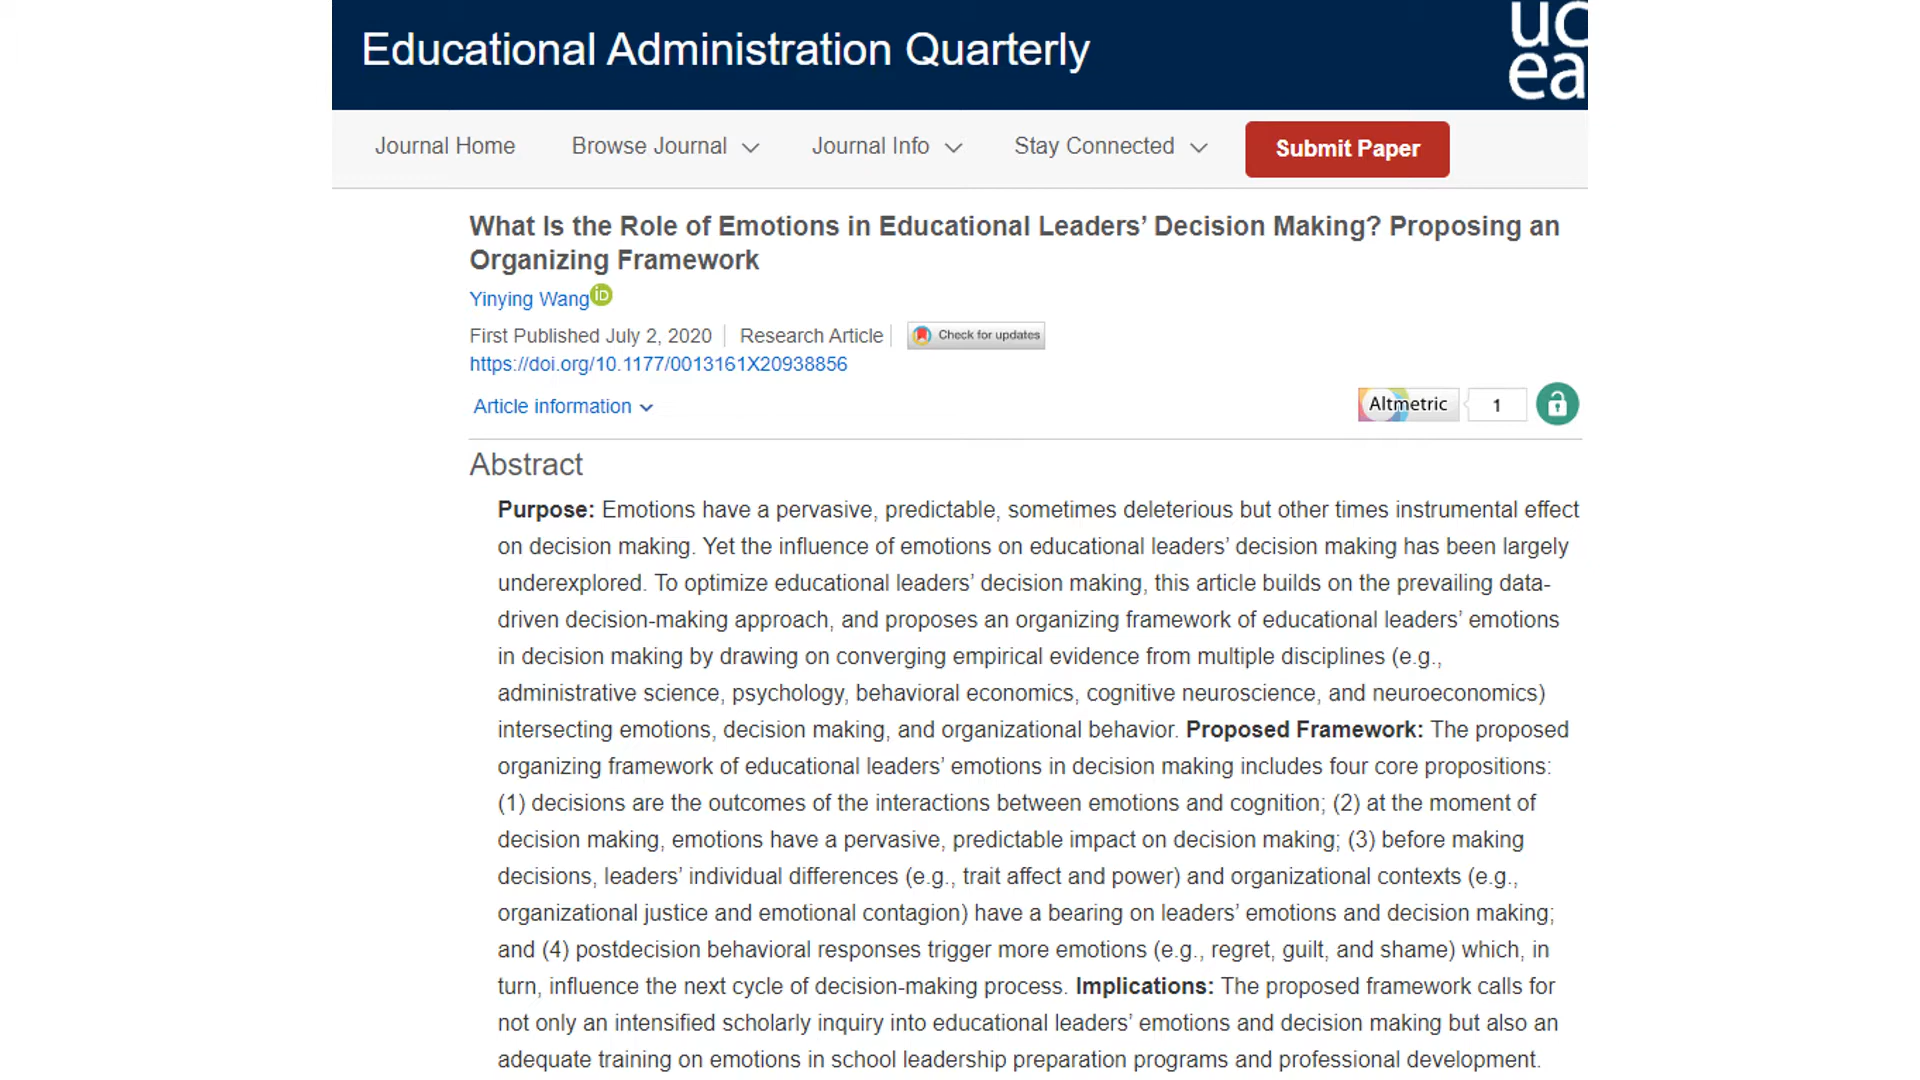 Educational Administration Quarterly
uc
ea
Journal Home Browse Journal Journal Info Stay Connected Submit Paper
What Is the Role of Emotions in Educational Leaders’ Decision Making? Proposing an
Organizing Framework
Yinying Wang iD
First Published July 2, 2020 Research Article Check for updates
https://doi.org/10.1177/0013161X20938856
Article information
Altmetric 1
Abstract
Purpose: Emotions have a pervasive, predictable, sometimes deleterious but other times instrumental effect
on decision making. Yet the influence of emotions on educational leaders’ decision making has been largely
underexplored. To optimize educational leaders’ decision making, this article builds on the prevailing data-
driven decision-making approach, and proposes an organizing framework of educational leaders’ emotions
in decision making by drawing on converging empirical evidence from multiple disciplines (e.g.,
administrative science, psychology, behavioral economics, cognitive neuroscience, and neuroeconomics)
intersecting emotions, decision making, and organizational behavior. Proposed Framework: The proposed
organizing framework of educational leaders’ emotions in decision making includes four core propositions:
(1) decisions are the outcomes of the interactions between emotions and cognition; (2) at the moment of
decision making, emotions have a pervasive, predictable impact on decision making; (3) before making
decisions, leaders’ individual differences (e.g., trait affect and power) and organizational contexts (e.g.,
organizational justice and emotional contagion) have a bearing on leaders’ emotions and decision making;
and (4) postdecision behavioral responses trigger more emotions (e.g., regret, guilt, and shame) which, in
turn, influence the next cycle of decision-making process. Implications: The proposed framework calls for
not only an intensified scholarly inquiry into educational leaders’ emotions and decision making but also an
adequate training on emotions in school leadership preparation programs and professional development.